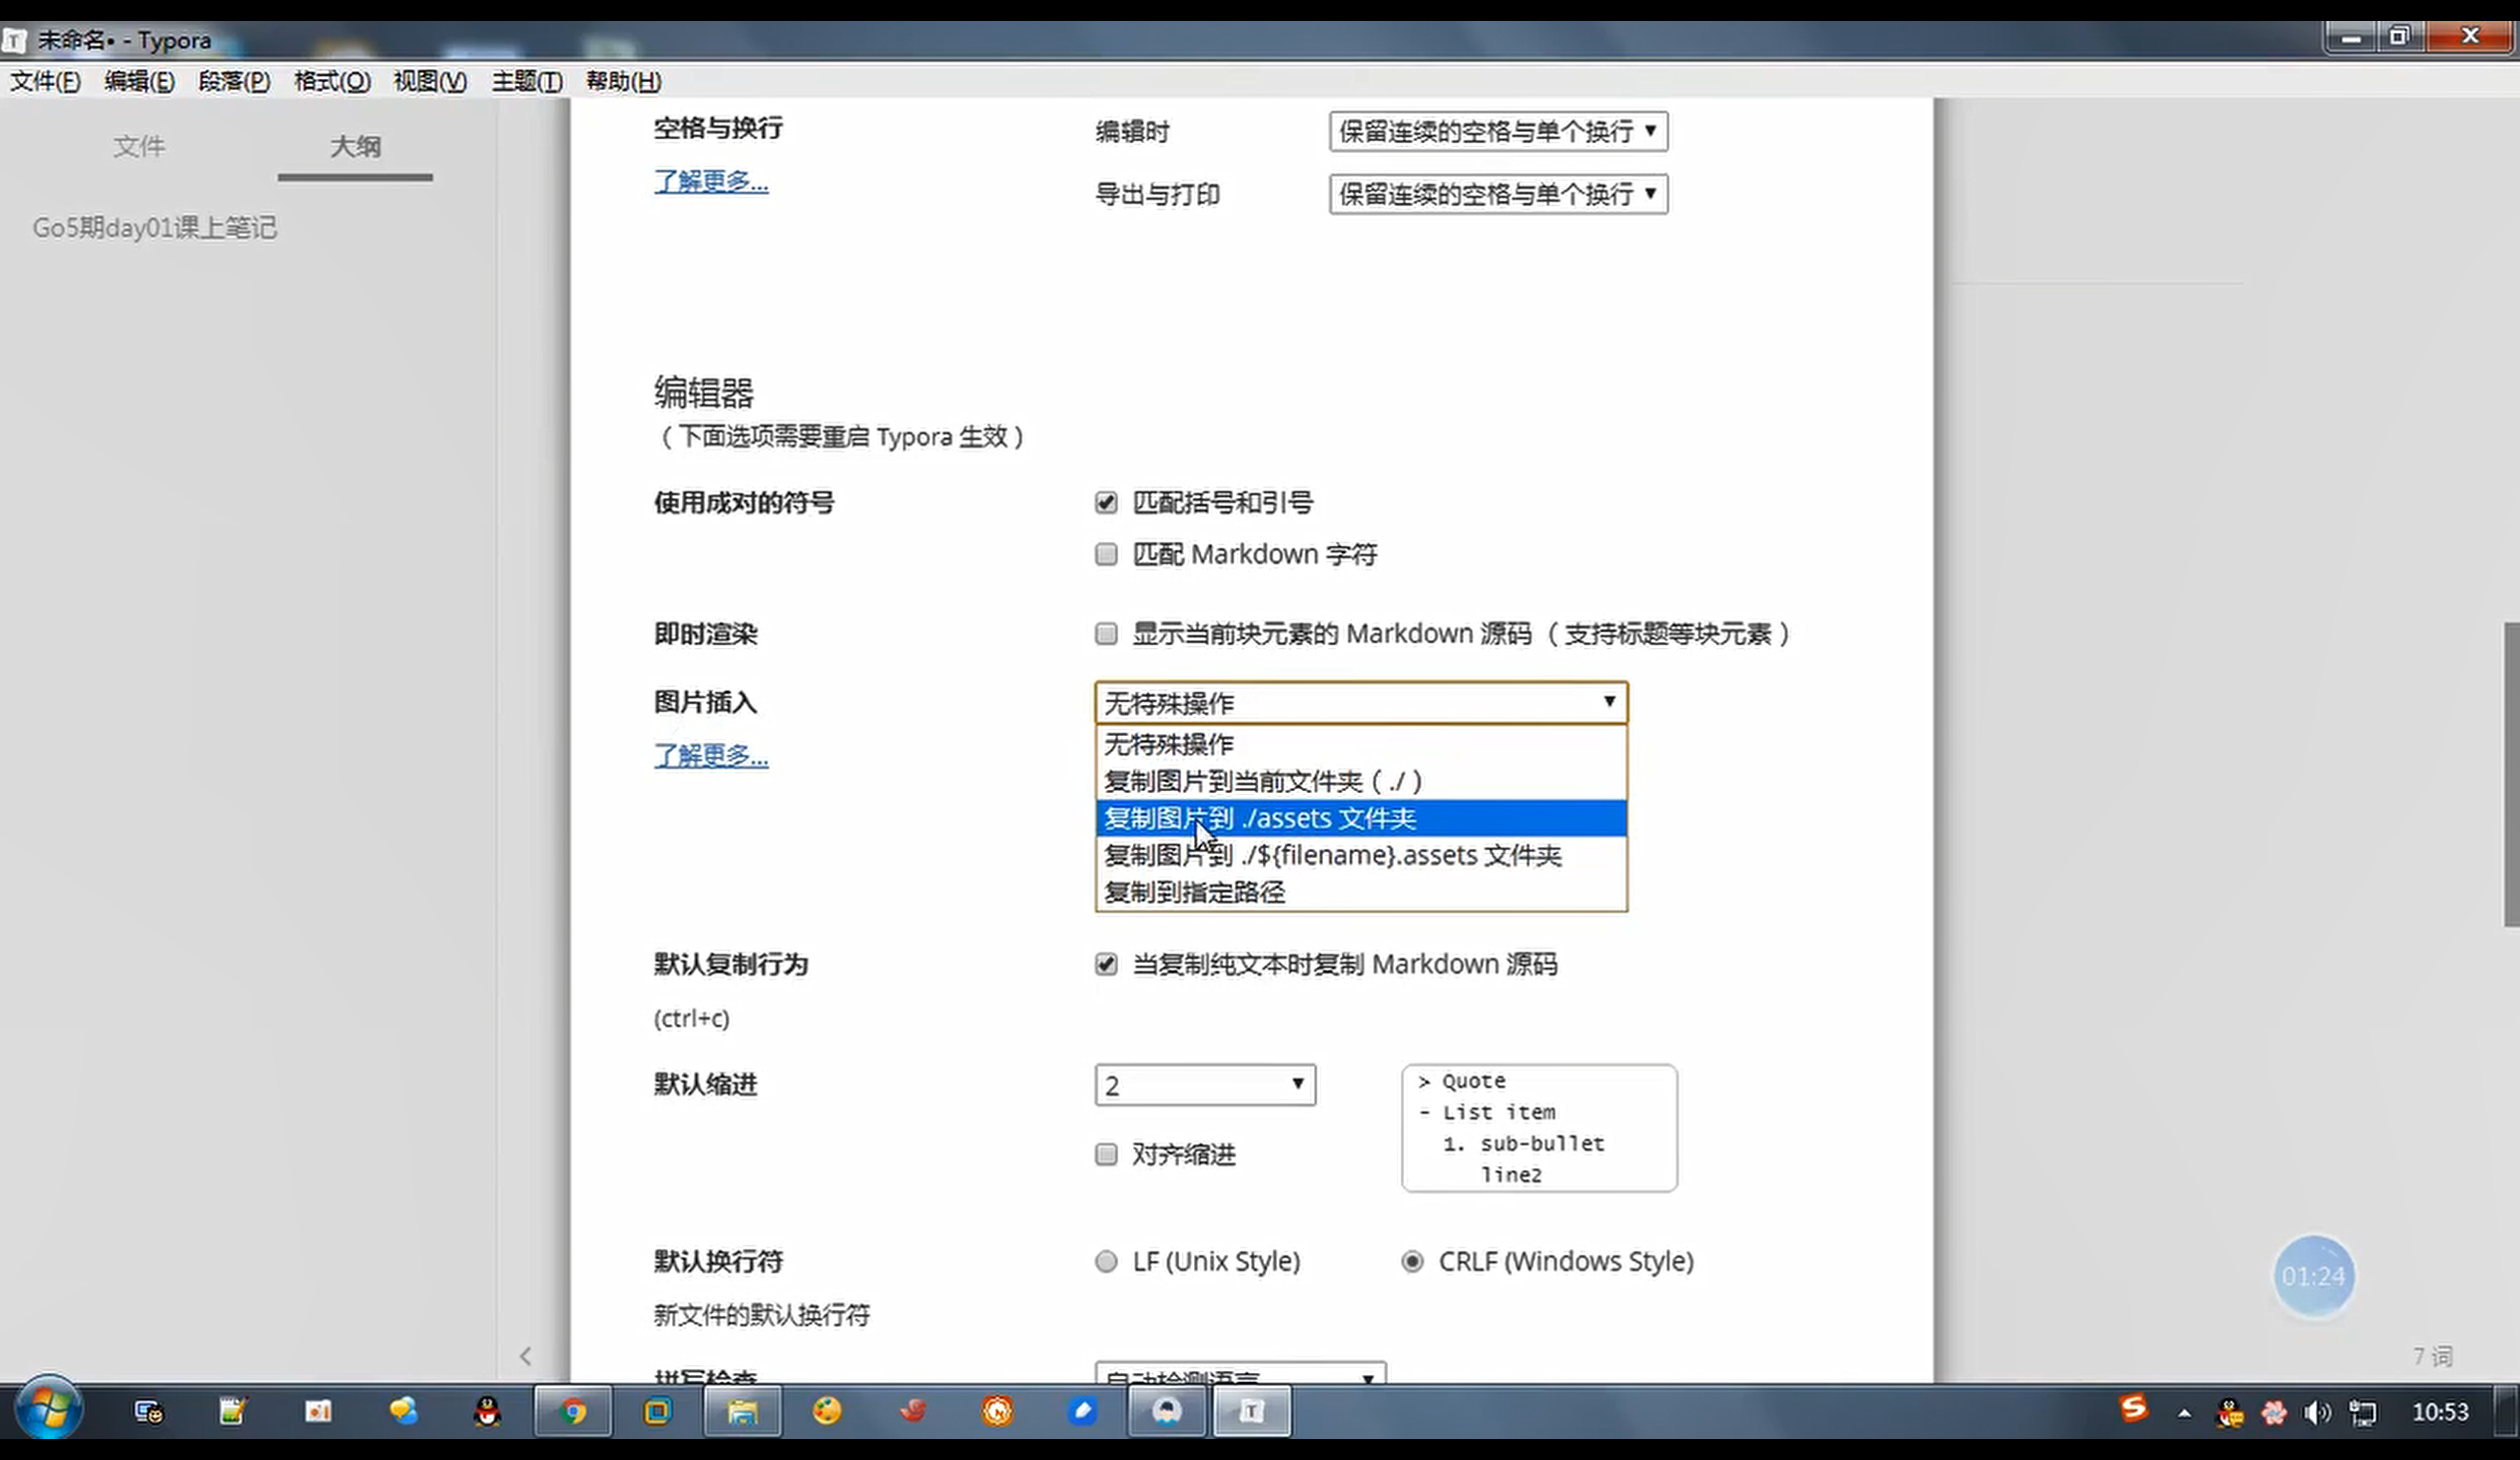 未命名• - Typora
文件(F) 编辑(E) 段落(P) 格式(O) 视图(V) 主题(T) 帮助(H)
文件 大纲
Go5期day01课上笔记
空格与换行 编辑时 保留连续的空格与单个换行
了解更多... 导出与打印 保留连续的空格与单个换行
编辑器
（下面选项需要重启 Typora 生效）
使用成对的符号 匹配括号和引号
匹配 Markdown 字符
即时渲染 显示当前块元素的 Markdown 源码（支持标题等块元素）
图片插入 无特殊操作
了解更多... 无特殊操作
复制图片到当前文件夹（ ./ ）
复制图片到 ./assets 文件夹
复制图片到 ./${filename}.assets 文件夹
复制到指定路径
默认复制行为 当复制纯文本时复制 Markdown 源码
(ctrl+c)
默认缩进 2
> Quote
- List item
1. sub-bullet
line2
对齐缩进
默认换行符 LF (Unix Style) CRLF (Windows Style)
新文件的默认换行符
拼写检查 自动检测语言
01:24
7 词
10:53